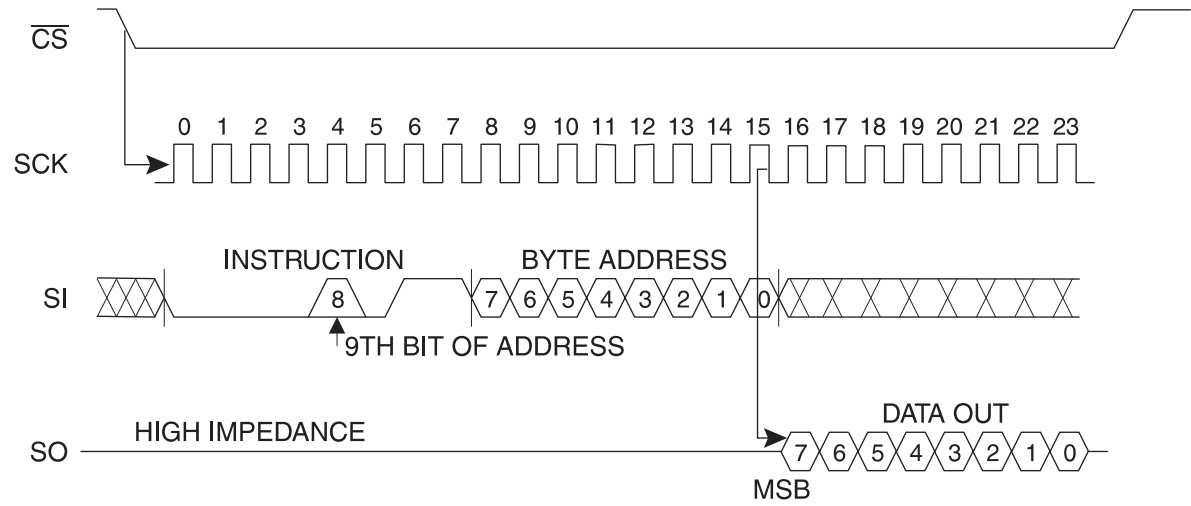 CS
0 1 2 3 4 5 6 7 8 9 10 11 12 13 14 15 16 17 18 19 20 21 22 23
SCK
INSTRUCTION BYTE ADDRESS
SI 8 7 6 5 4 3 2 1 0
9TH BIT OF ADDRESS
DATA OUT
HIGH IMPEDANCE
SO 7 6 5 4 3 2 1 0
MSB